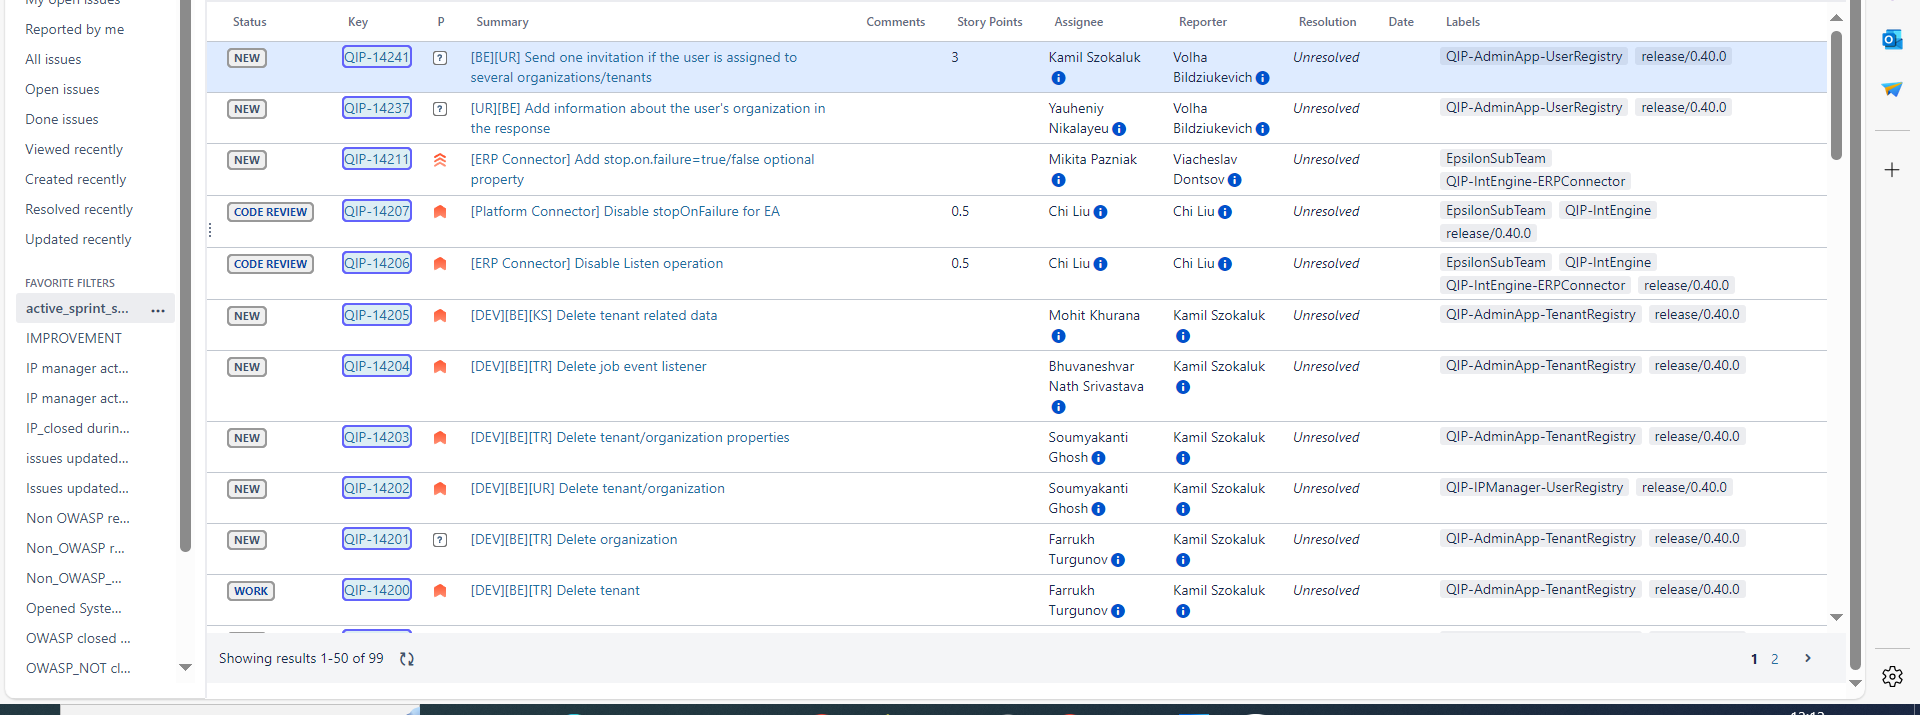 My open issues
Reported by me
All issues
Open issues
Done issues
Viewed recently
Created recently
Resolved recently
Updated recently
FAVORITE FILTERS
active_sprint_s...
IMPROVEMENT
IP manager act...
IP manager act...
IP_closed durin...
issues updated...
Issues updated...
Non OWASP re...
Non_OWASP r...
Non_OWASP_...
Opened Syste...
OWASP closed ...
OWASP_NOT cl...
Status Key P Summary Comments Story Points Assignee Reporter Resolution Date Labels
NEW QIP-14241 [BE][UR] Send one invitation if the user is assigned to 3 Kamil Szokaluk Volha Unresolved QIP-AdminApp-UserRegistry release/0.40.0
several organizations/tenants Bildziukevich
NEW QIP-14237 [UR][BE] Add information about the user's organization in Yauheniy Volha Unresolved QIP-AdminApp-UserRegistry release/0.40.0
the response Nikalayeu Bildziukevich
NEW QIP-14211 [ERP Connector] Add stop.on.failure=true/false optional Mikita Pazniak Viacheslav Unresolved EpsilonSubTeam
property Dontsov QIP-IntEngine-ERPConnector
CODE REVIEW QIP-14207 [Platform Connector] Disable stopOnFailure for EA 0.5 Chi Liu Chi Liu Unresolved EpsilonSubTeam QIP-IntEngine
release/0.40.0
CODE REVIEW QIP-14206 [ERP Connector] Disable Listen operation 0.5 Chi Liu Chi Liu Unresolved EpsilonSubTeam QIP-IntEngine
QIP-IntEngine-ERPConnector release/0.40.0
NEW QIP-14205 [DEV][BE][KS] Delete tenant related data Mohit Khurana Kamil Szokaluk Unresolved QIP-AdminApp-TenantRegistry release/0.40.0
NEW QIP-14204 [DEV][BE][TR] Delete job event listener Bhuvaneshvar Kamil Szokaluk Unresolved QIP-AdminApp-TenantRegistry release/0.40.0
Nath Srivastava
NEW QIP-14203 [DEV][BE][TR] Delete tenant/organization properties Soumyakanti Kamil Szokaluk Unresolved QIP-AdminApp-TenantRegistry release/0.40.0
Ghosh
NEW QIP-14202 [DEV][BE][UR] Delete tenant/organization Soumyakanti Kamil Szokaluk Unresolved QIP-IPManager-UserRegistry release/0.40.0
Ghosh
NEW QIP-14201 [DEV][BE][TR] Delete organization Farrukh Kamil Szokaluk Unresolved QIP-AdminApp-TenantRegistry release/0.40.0
Turgunov
WORK QIP-14200 [DEV][BE][TR] Delete tenant Farrukh Kamil Szokaluk Unresolved QIP-AdminApp-TenantRegistry release/0.40.0
Turgunov
Showing results 1-50 of 99 1 2